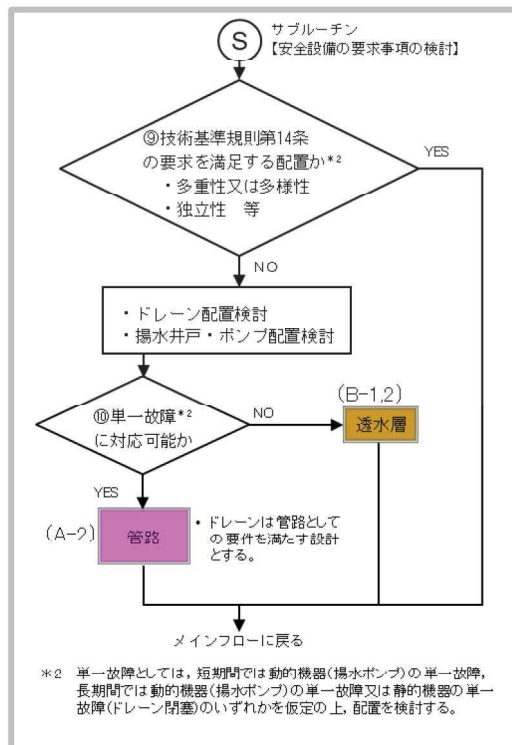 S
サブルーチン
【安全設備の要求事項の検討】
⑨技術基準規則第14条
の要求を満足する配置か*2
・多重性又は多様性
・独立性 等
YES
NO
・ドレーン配置検討
・揚水井戸・ポンプ配置検討
⑩単一故障*2
に対応可能か
NO
(B-1,2)
透水層
YES
(A-2)
管路
・ドレーンは管路として
の要件を満たす設計
とする。
メインフローに戻る
*2 単一故障としては,短期間では動的機器(揚水ポンプ)の単一故障,
長期間では動的機器(揚水ポンプ)の単一故障又は静的機器の単一
故障(ドレーン閉塞)のいずれかを仮定の上,配置を検討する。